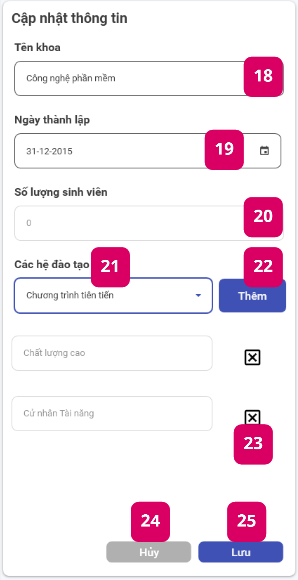 Cập nhật thông tin
Tên khoa
Công nghệ phần mềm
18
Ngày thành lập
31-12-2015
19
Số lượng sinh viên
0
20
Các hệ đào tạo
21
22
Chương trình tiên tiến
Thêm
Chất lượng cao
Cử nhân Tài năng
23
24
25
Hủy
Lưu